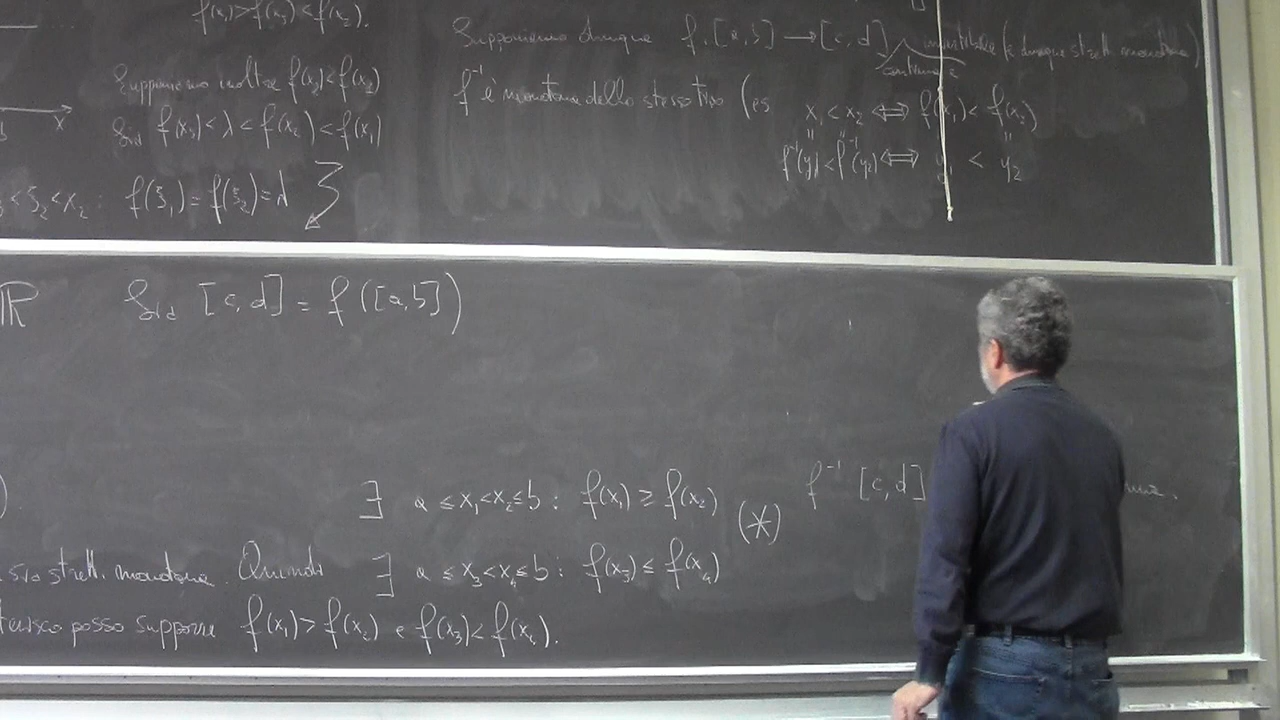 f(x₁)>f(x₃)<f(x₂).
Supponiamo inoltre f(x₂)<f(x₁)
Sia f(x₃)<λ<f(x₂)<f(x₁)
<ξ₂<x₂: f(ξ₁)=f(ξ₂)=λ
x
Supponiamo dunque f:[a,b]→[c,d] invertibile (e dunque strett. monotona)
continua e
f⁻¹ è monotona dello stesso tipo (es x₁<x₂ ⟺ f(x₁)<f(x₂)
" " "
f⁻¹(y₁)<f⁻¹(y₂) ⟺ y₁ < y₂
ℝ Sia [c,d] = f([a,b])
∃ a≤x₁<x₂≤b: f(x₁)≥f(x₂) (*)
f⁻¹ [c,d]
sia strett. monotona. Quindi ∃ a≤x₃<x₄≤b: f(x₃)≤f(x₄)
posso supporre f(x₁)>f(x₂) e f(x₃)<f(x₄).